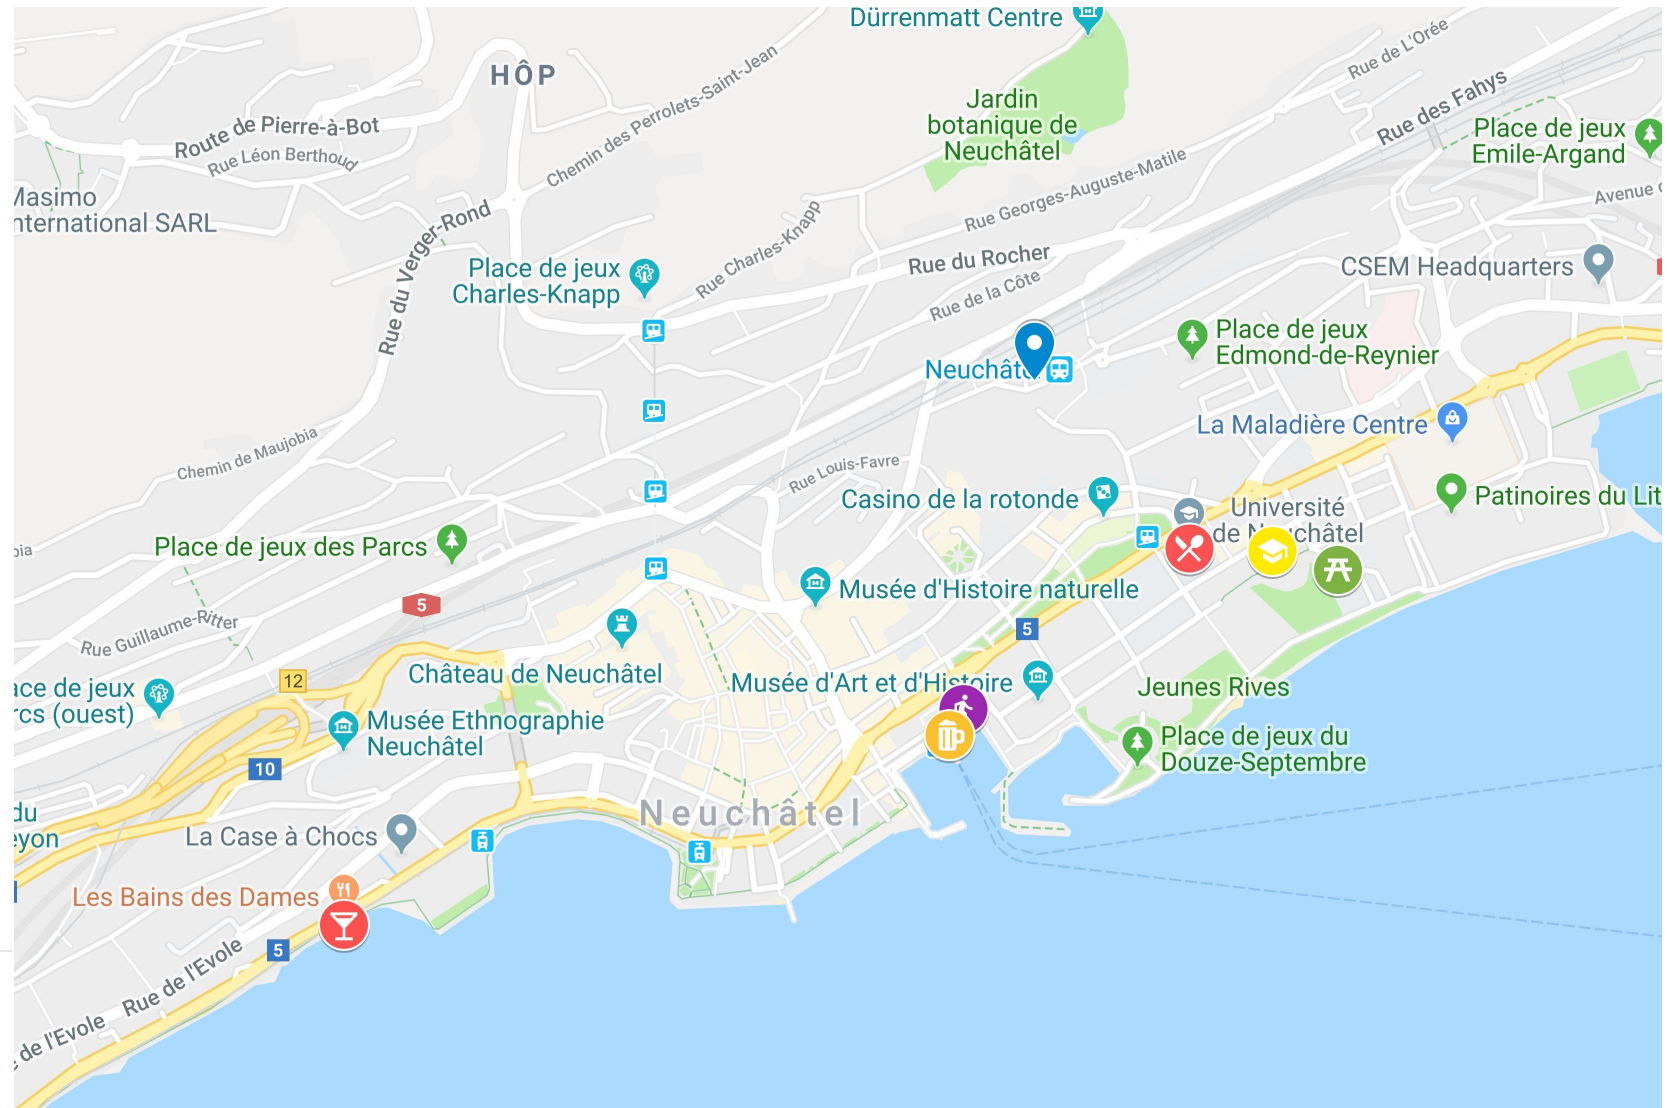 Dürrenmatt Centre
Rue de L'Orée
HÔP
Chemin des Perrolets-Saint-Jean
Rue des Fahys
Jardin
botanique de
Neuchâtel
Route de Pierre-à-Bot
Rue Léon Berthoud
Place de jeux
Emile-Argand
Rue Georges-Auguste-Matile
Avenue
Masimo
nternational SARL
Rue du Verger-Rond
Rue Charles-Knapp
Rue du Rocher
Place de jeux
Charles-Knapp
CSEM Headquarters
Rue de la Côte
Place de jeux
Edmond-de-Reynier
Neuchâte
La Maladière Centre
Chemin de Maujobia
Rue Louis-Favre
Casino de la rotonde
Patinoires du Lit
Université
de Neuchâtel
bia
Place de jeux des Parcs
5
Musée d'Histoire naturelle
Rue Guillaume-Ritter
5
Château de Neuchâtel
12
ace de jeux
rcs (ouest)
Musée d'Art et d'Histoire
Jeunes Rives
Musée Ethnographie
Neuchâtel
Place de jeux du
Douze-Septembre
10
Neuchâtel
du
eyon
La Case à Chocs
Les Bains des Dames
5
Rue de l'Evole
de l'Evole